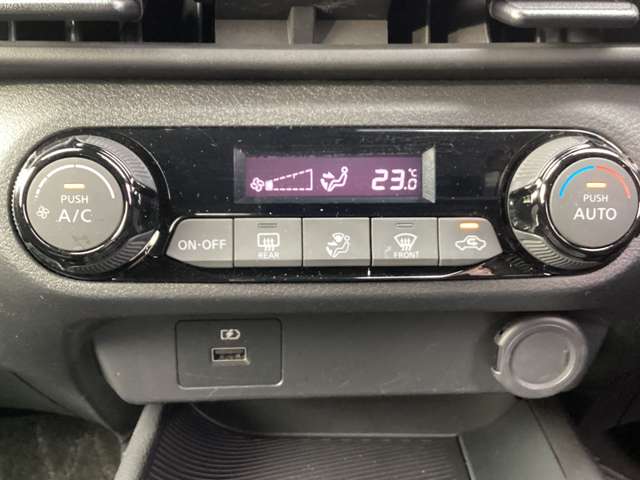 23.0 °C
PUSH
A/C
PUSH
AUTO
ON-OFF
REAR
FRONT